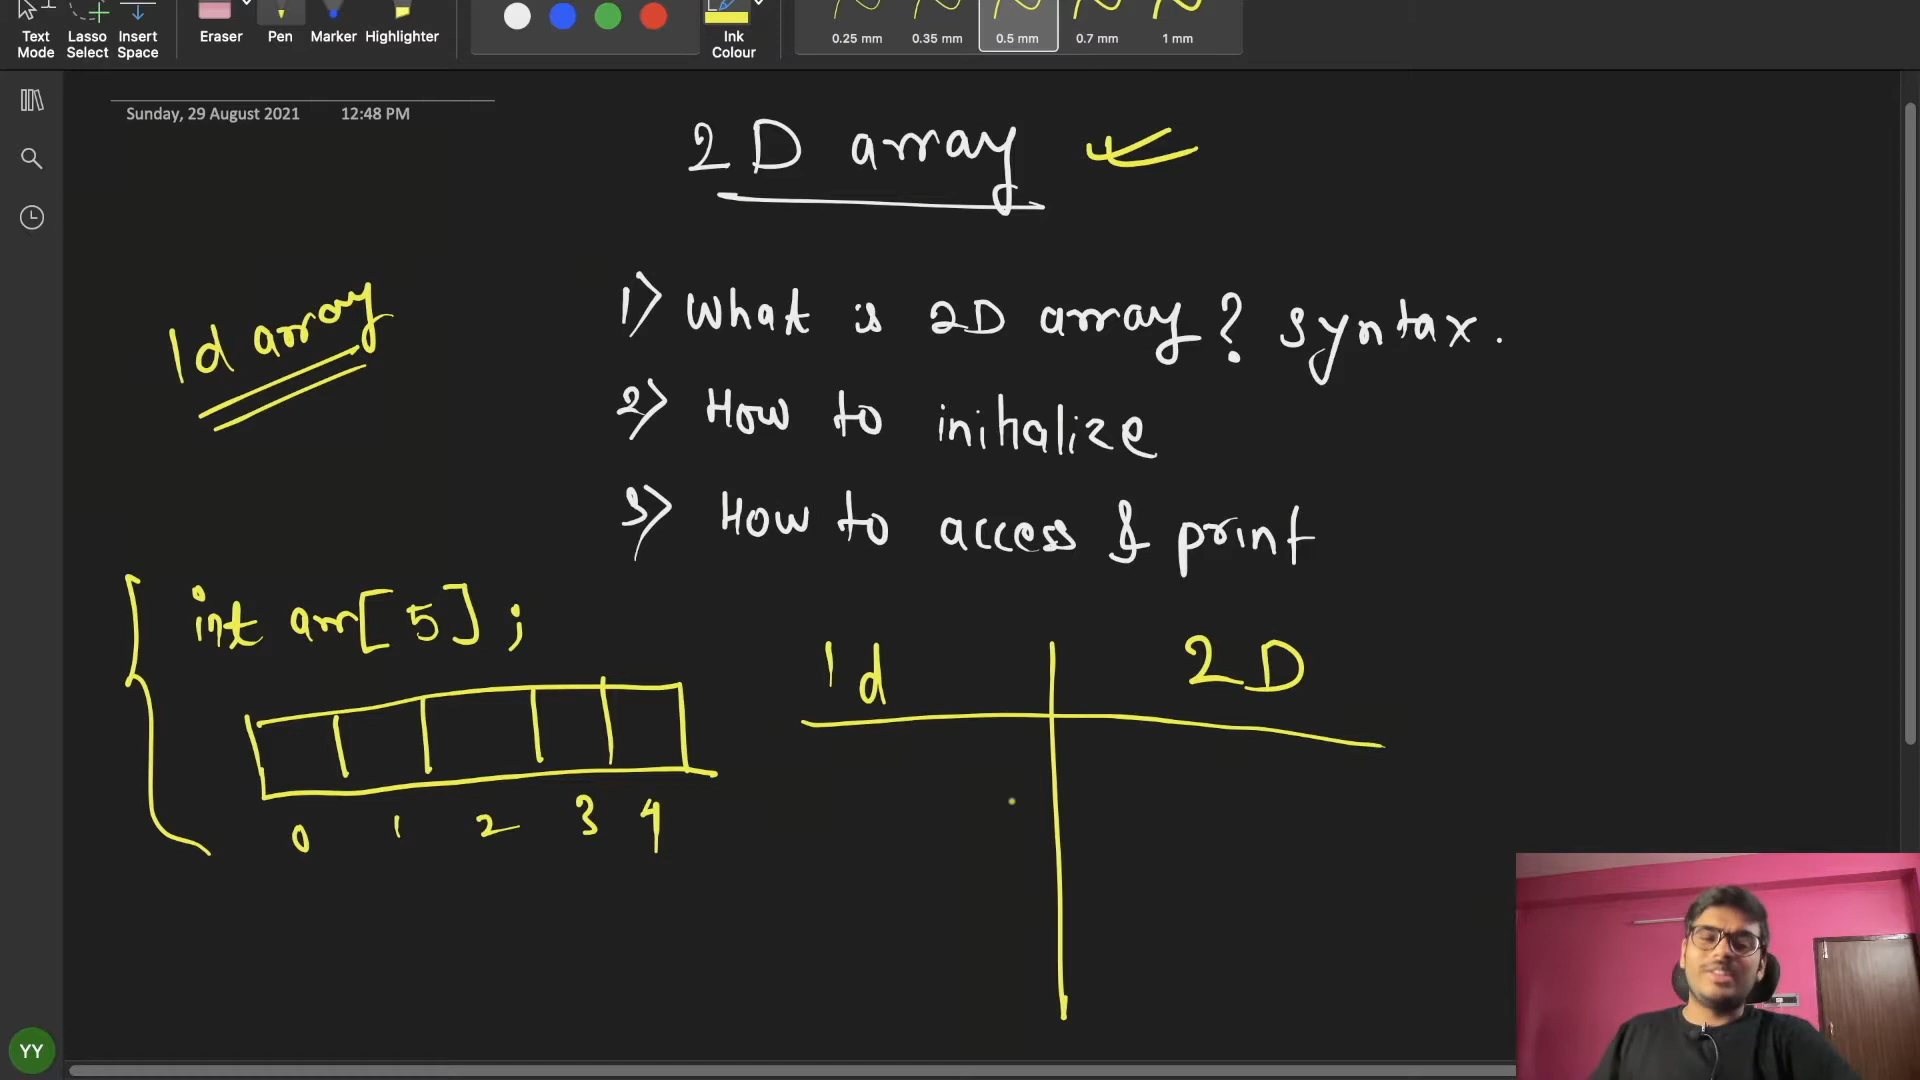 Text Mode
Lasso Select
Insert Space
Eraser
Pen
Marker
Highlighter
Ink Colour
0.25 mm
0.35 mm
0.5 mm
0.7 mm
1 mm
Sunday, 29 August 2021 12:48 PM
2D array
1d array
1) What is 2D array? syntax.
2) How to initialize
3) How to access & print
int arr[5];
0 1 2 3 4
1d 2D
YY